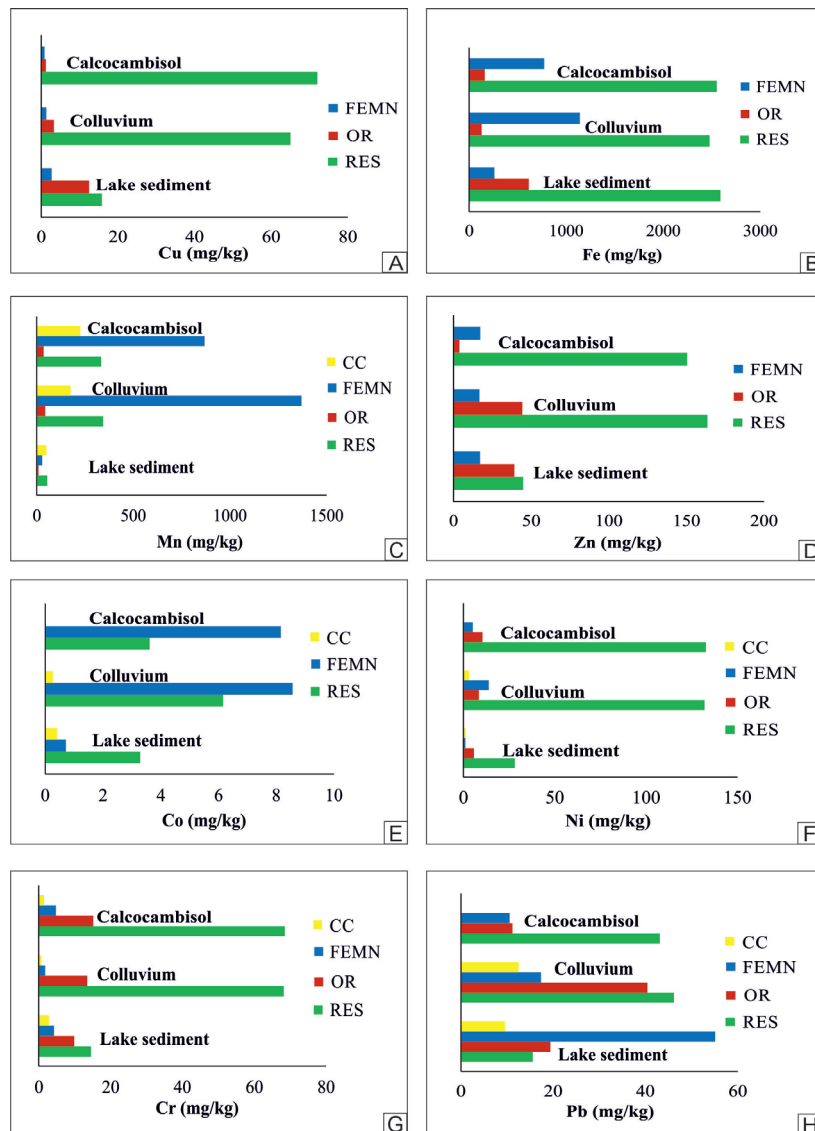 Calcocambisol
Colluvium
Lake sediment
FEMN
OR
RES
0 20 40 60 80
Cu (mg/kg)
A
Calcocambisol
Colluvium
Lake sediment
FEMN
OR
RES
0 1000 2000 3000
Fe (mg/kg)
B
Calcocambisol
Colluvium
Lake sediment
CC
FEMN
OR
RES
0 500 1000 1500
Mn (mg/kg)
C
Calcocambisol
Colluvium
Lake sediment
FEMN
OR
RES
0 50 100 150 200
Zn (mg/kg)
D
Calcocambisol
Colluvium
Lake sediment
CC
FEMN
RES
0 2 4 6 8 10
Co (mg/kg)
E
Calcocambisol
Colluvium
Lake sediment
CC
FEMN
OR
RES
0 50 100 150
Ni (mg/kg)
F
Calcocambisol
Colluvium
Lake sediment
CC
FEMN
OR
RES
0 20 40 60 80
Cr (mg/kg)
G
Calcocambisol
Colluvium
Lake sediment
CC
FEMN
OR
RES
0 20 40 60
Pb (mg/kg)
H